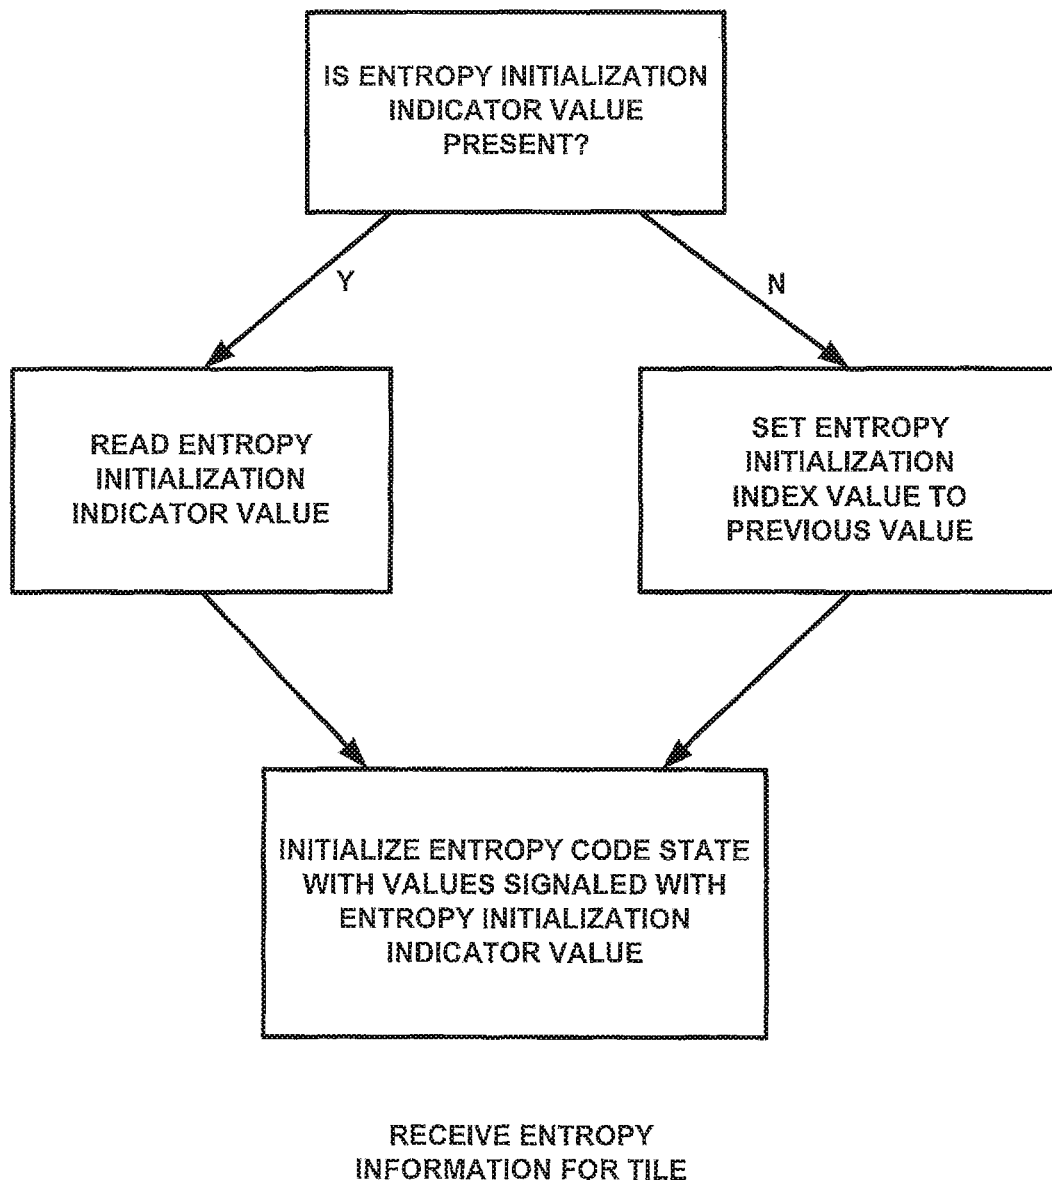 IS ENTROPY INITIALIZATION
INDICATOR VALUE
PRESENT?
Y
N
READ ENTROPY
INITIALIZATION
INDICATOR VALUE
SET ENTROPY
INITIALIZATION
INDEX VALUE TO
PREVIOUS VALUE
INITIALIZE ENTROPY CODE STATE
WITH VALUES SIGNALED WITH
ENTROPY INITIALIZATION
INDICATOR VALUE
RECEIVE ENTROPY
INFORMATION FOR TILE